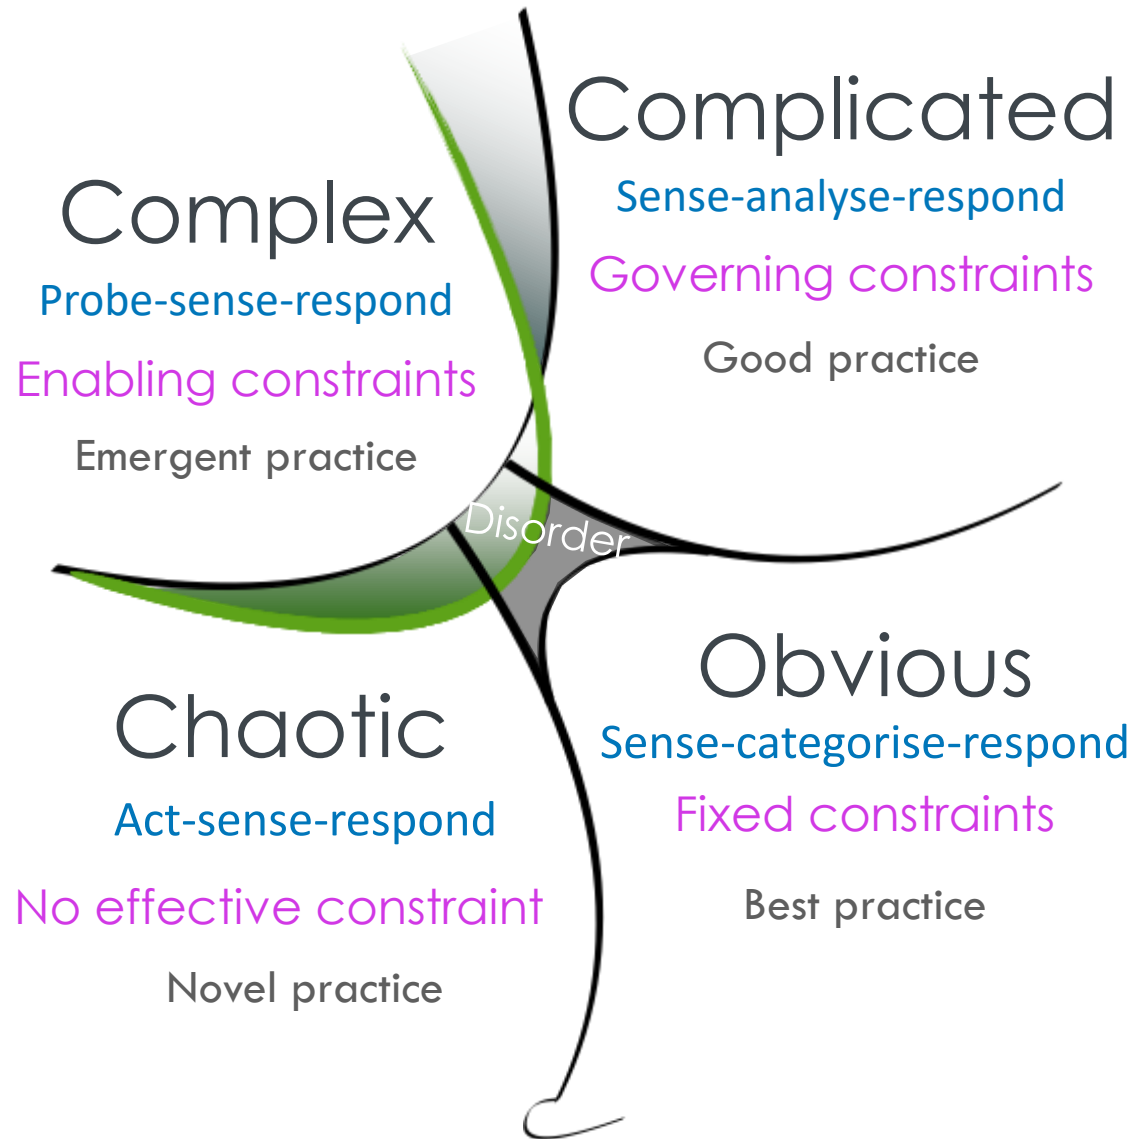 Complex
Probe-sense-respond
Enabling constraints
Emergent practice
Complicated
Sense-analyse-respond
Governing constraints
Good practice
Disorder
Chaotic
Act-sense-respond
No effective constraint
Novel practice
Obvious
Sense-categorise-respond
Fixed constraints
Best practice